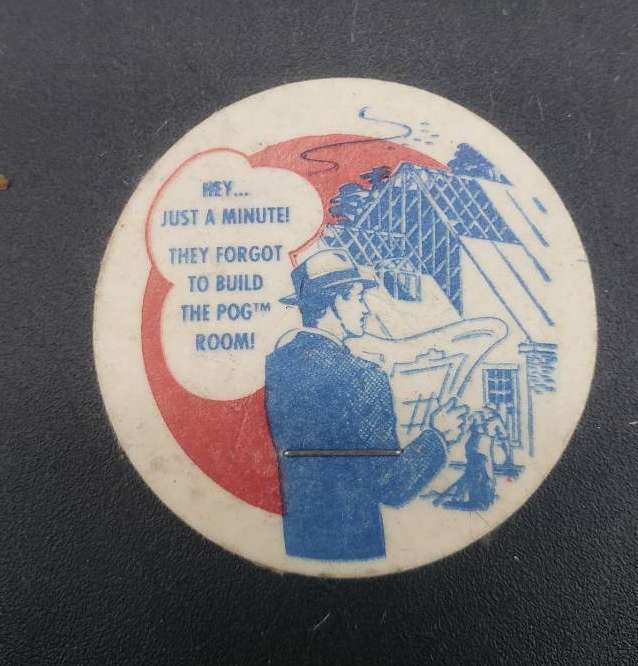 HEY...
JUST A MINUTE!
THEY FORGOT
TO BUILD
THE POG™
ROOM!